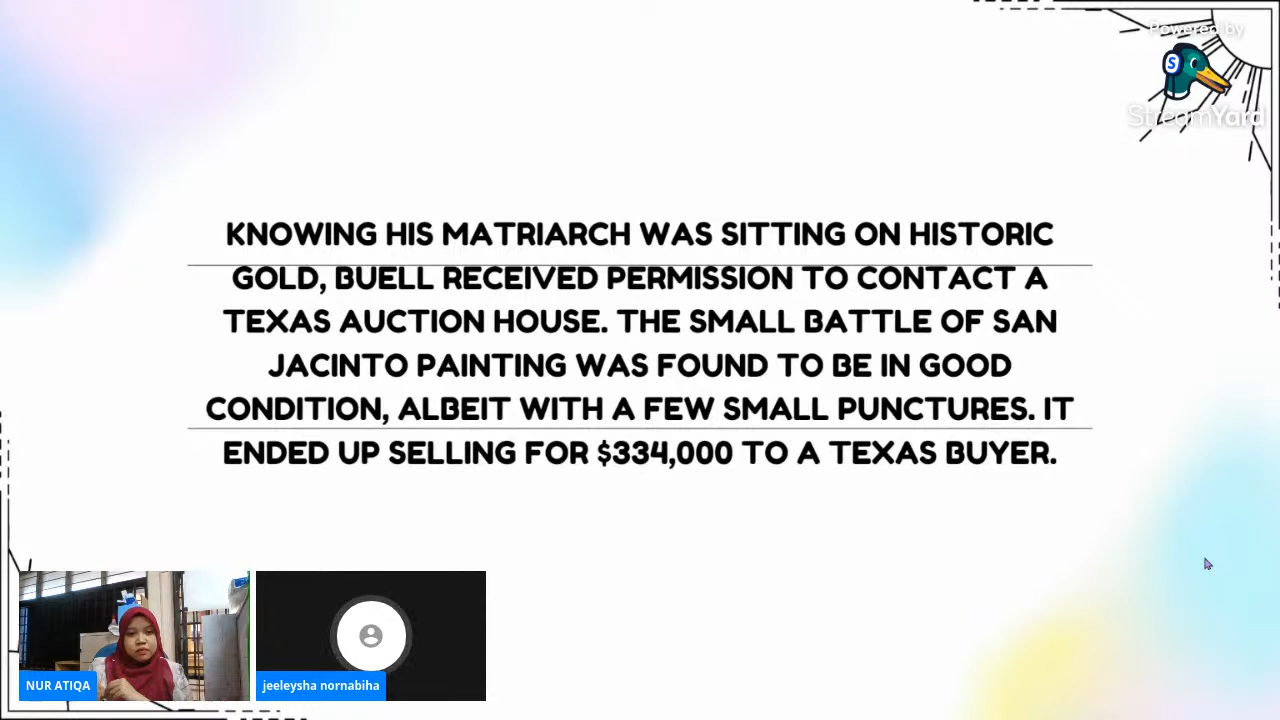 Powered by
S
StreamYard
KNOWING HIS MATRIARCH WAS SITTING ON HISTORIC
GOLD, BUELL RECEIVED PERMISSION TO CONTACT A
TEXAS AUCTION HOUSE. THE SMALL BATTLE OF SAN
JACINTO PAINTING WAS FOUND TO BE IN GOOD
CONDITION, ALBEIT WITH A FEW SMALL PUNCTURES. IT
ENDED UP SELLING FOR $334,000 TO A TEXAS BUYER.
NUR ATIQA
jeeleysha nornabiha